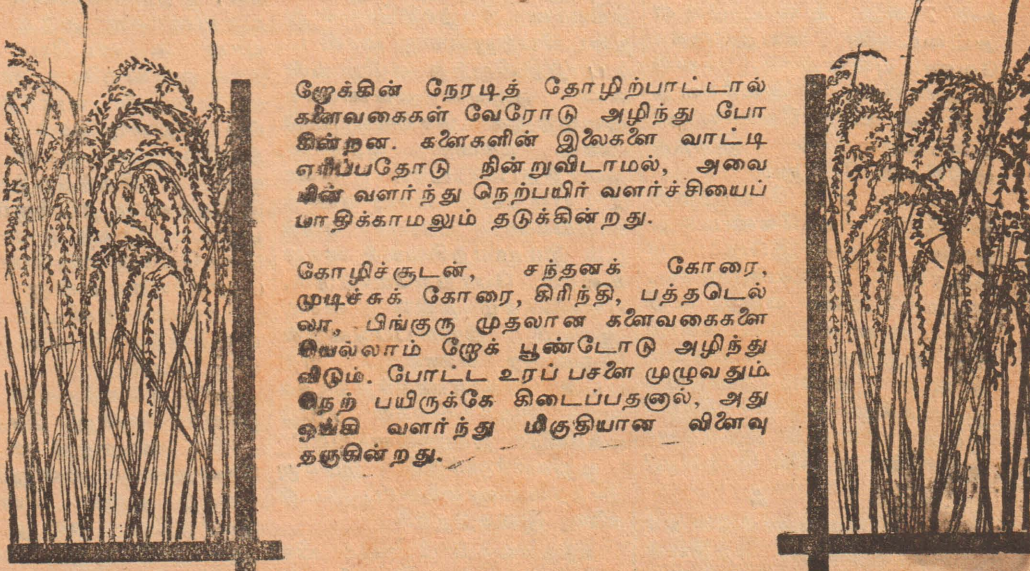 றேக்கின் நேரடித் தோழிற்பாட்டால்
களைவகைகள் வேரோடு அழிந்து போ
கின்றன. களைகளின் இலைகளை வாட்டி
எரிப்பதோடு நின்றுவிடாமல், அவை
பின் வளர்ந்து நெற்பயிர் வளர்ச்சியைப்
பாதிக்காமலும் தடுக்கின்றது.
கோழிச்சூடன், சந்தனக் கோரை,
முடிச்சுக் கோரை, கிரிந்தி, பத்தடெல்
லா, பிங்குரு முதலான களைவகைகளை
யெல்லாம் றேக் பூண்டோடு அழிந்து
விடும். போட்ட உரப் பசளை முழுவதும்
நெற் பயிருக்கே கிடைப்பதனால், அது
ஓங்கி வளர்ந்து மிகுதியான விளைவு
தருகின்றது.